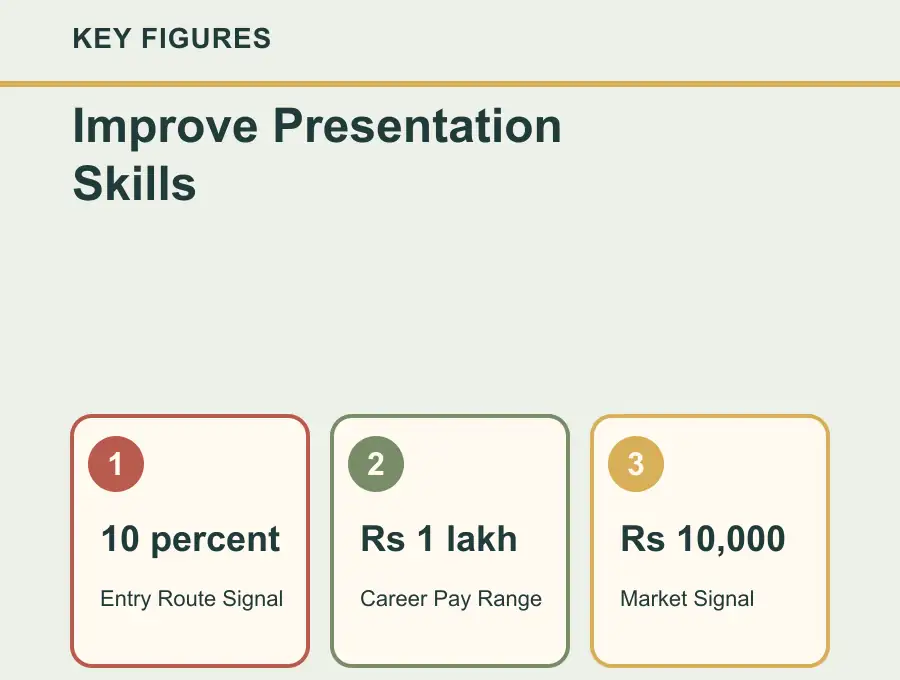 KEY FIGURES
Improve Presentation
Skills
1
10 percent
Entry Route Signal
2
Rs 1 lakh
Career Pay Range
3
Rs 10,000
Market Signal